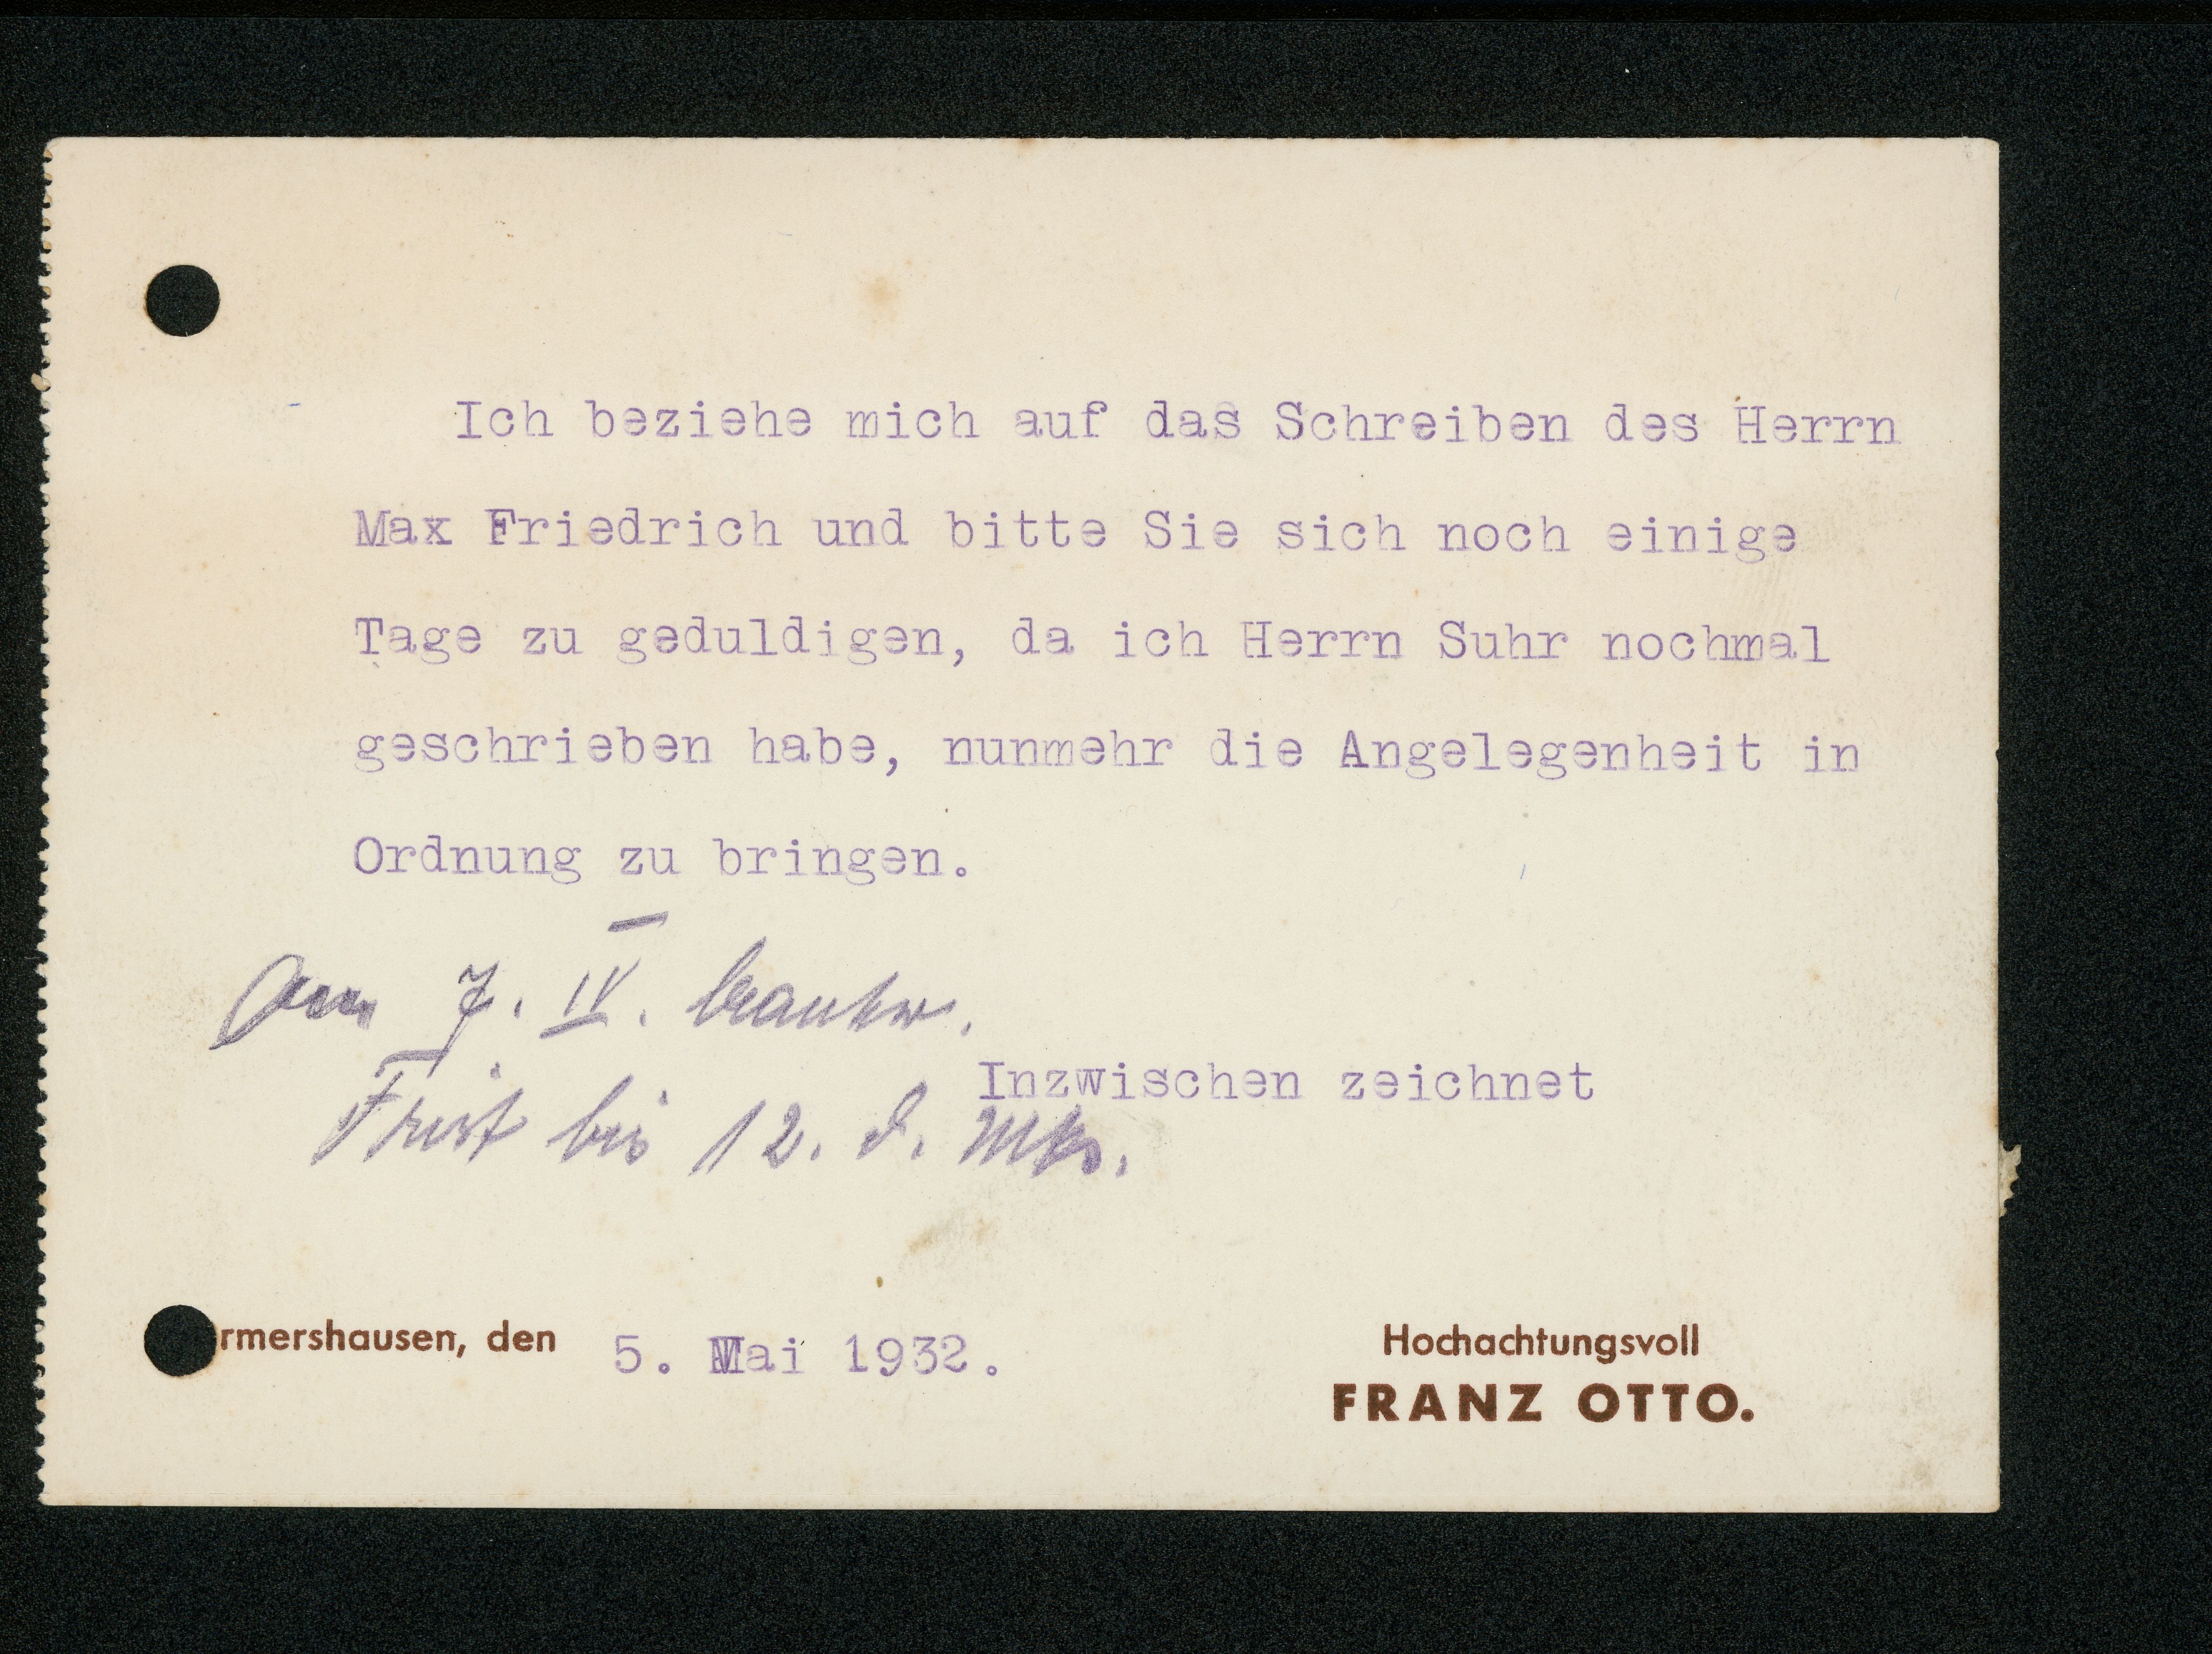 Ich beziehe mich auf das Schreiben des Herrn
Max Friedrich und bitte Sie sich noch einige
Tage zu geduldigen, da ich Herrn Suhr nochmal
geschrieben habe, nunmehr die Angelegenheit in
Ordnung zu bringen.
Am 7. IV. beantw.
Inzwischen zeichnet
Frist bis 12. d. Mts.
rmershausen, den 5. Mai 1932.
Hochachtungsvoll
FRANZ OTTO.